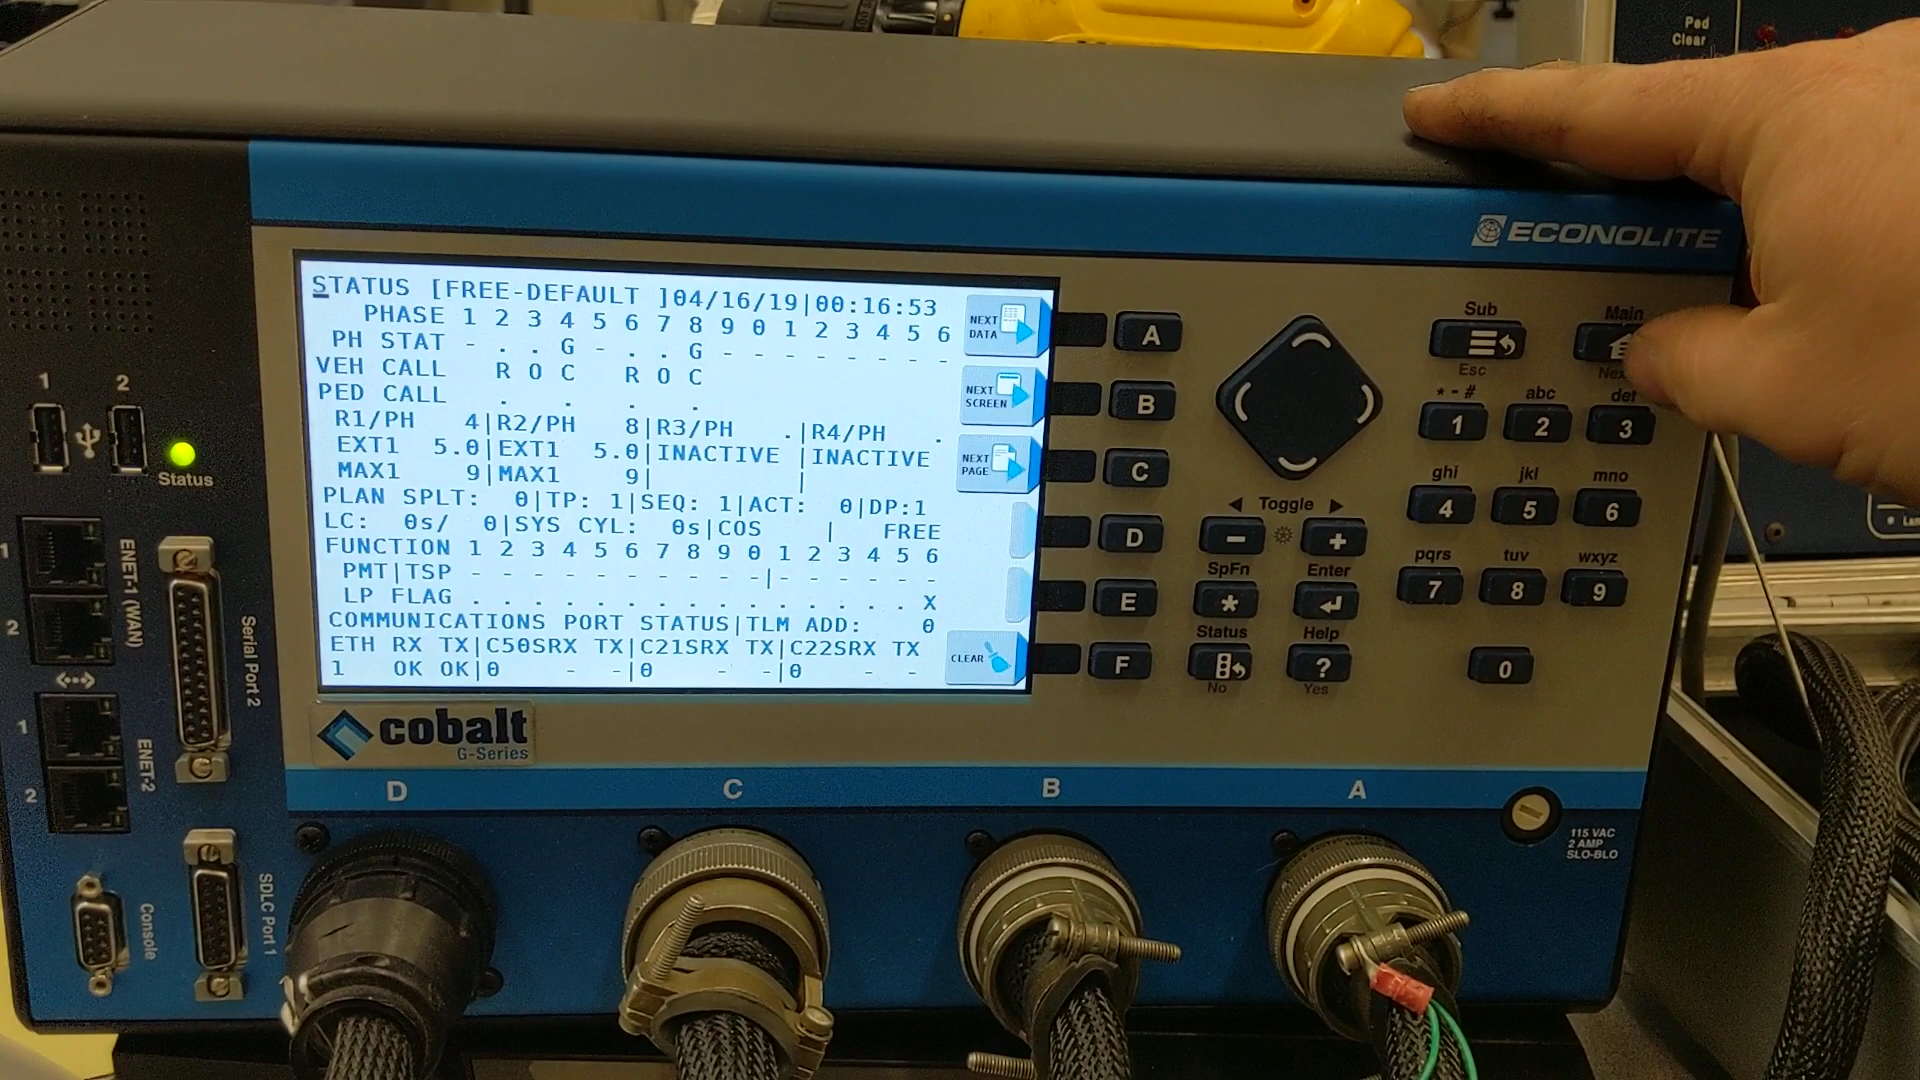 Ped
Clear
ECONOLITE
STATUS [FREE-DEFAULT ]04/16/19|00:16:53
PHASE 1 2 3 4 5 6 7 8 9 0 1 2 3 4 5 6
PH STAT - . . G - . . G - - - - - - - -
VEH CALL R O C R O C
PED CALL . . . .
R1/PH 4|R2/PH 8|R3/PH .|R4/PH .
EXT1 5.0|EXT1 5.0|INACTIVE |INACTIVE
MAX1 9|MAX1 9| |
PLAN SPLT: 0|TP: 1|SEQ: 1|ACT: 0|DP:1
LC: 0s/ 0|SYS CYL: 0s|COS | FREE
FUNCTION 1 2 3 4 5 6 7 8 9 0 1 2 3 4 5 6
PMT|TSP - - - - - - - - - -|- - - - - -
LP FLAG . . . . . . . . . . . . . . . X
COMMUNICATIONS PORT STATUS|TLM ADD: 0
ETH RX TX|C50SRX TX|C21SRX TX|C22SRX TX
1 OK OK|0 - -|0 - -|0 - -
NEXT DATA
NEXT SCREEN
NEXT PAGE
CLEAR
A
B
C
D
E
F
Toggle
- +
SpFn Enter
*
Status Help
?
No Yes
Sub Main
Esc
* - # abc def
1 2 3
ghi jkl mno
4 5 6
pqrs tuv wxyz
7 8 9
0
1 2
Status
1
2
ENET-1 (WAN)
Serial Port 2
1
2
ENET-2
Console
SDLC Port 1
cobalt
G-Series
D C B A
115 VAC
2 AMP
SLO-BLO